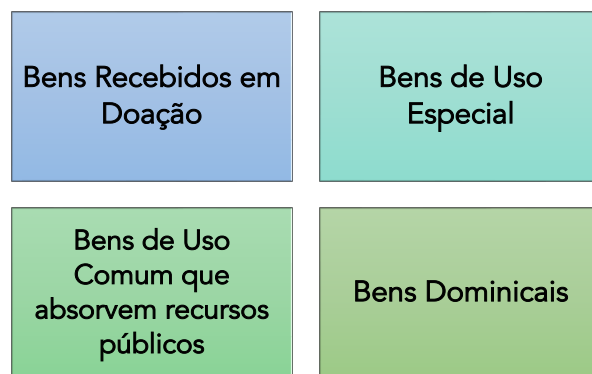 Bens Recebidos em
Doação
Bens de Uso
Especial
Bens de Uso
Comum que
absorvem recursos
públicos
Bens Dominicais